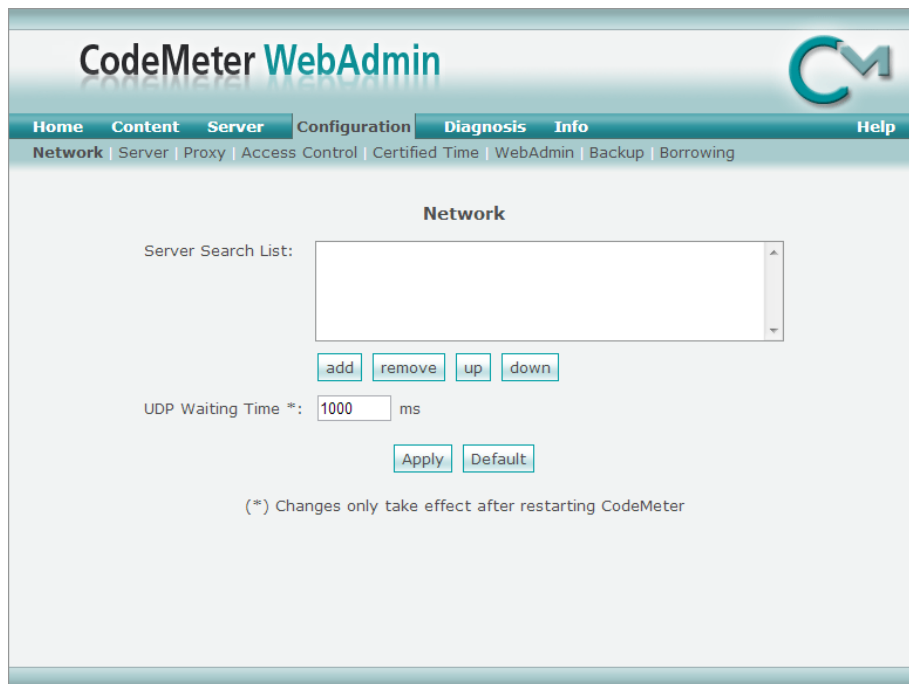 CodeMeter WebAdmin
CM
Home Content Server Configuration Diagnosis Info Help
Network | Server | Proxy | Access Control | Certified Time | WebAdmin | Backup | Borrowing
Network
Server Search List:
add remove up down
UDP Waiting Time *: 1000 ms
Apply Default
(*) Changes only take effect after restarting CodeMeter